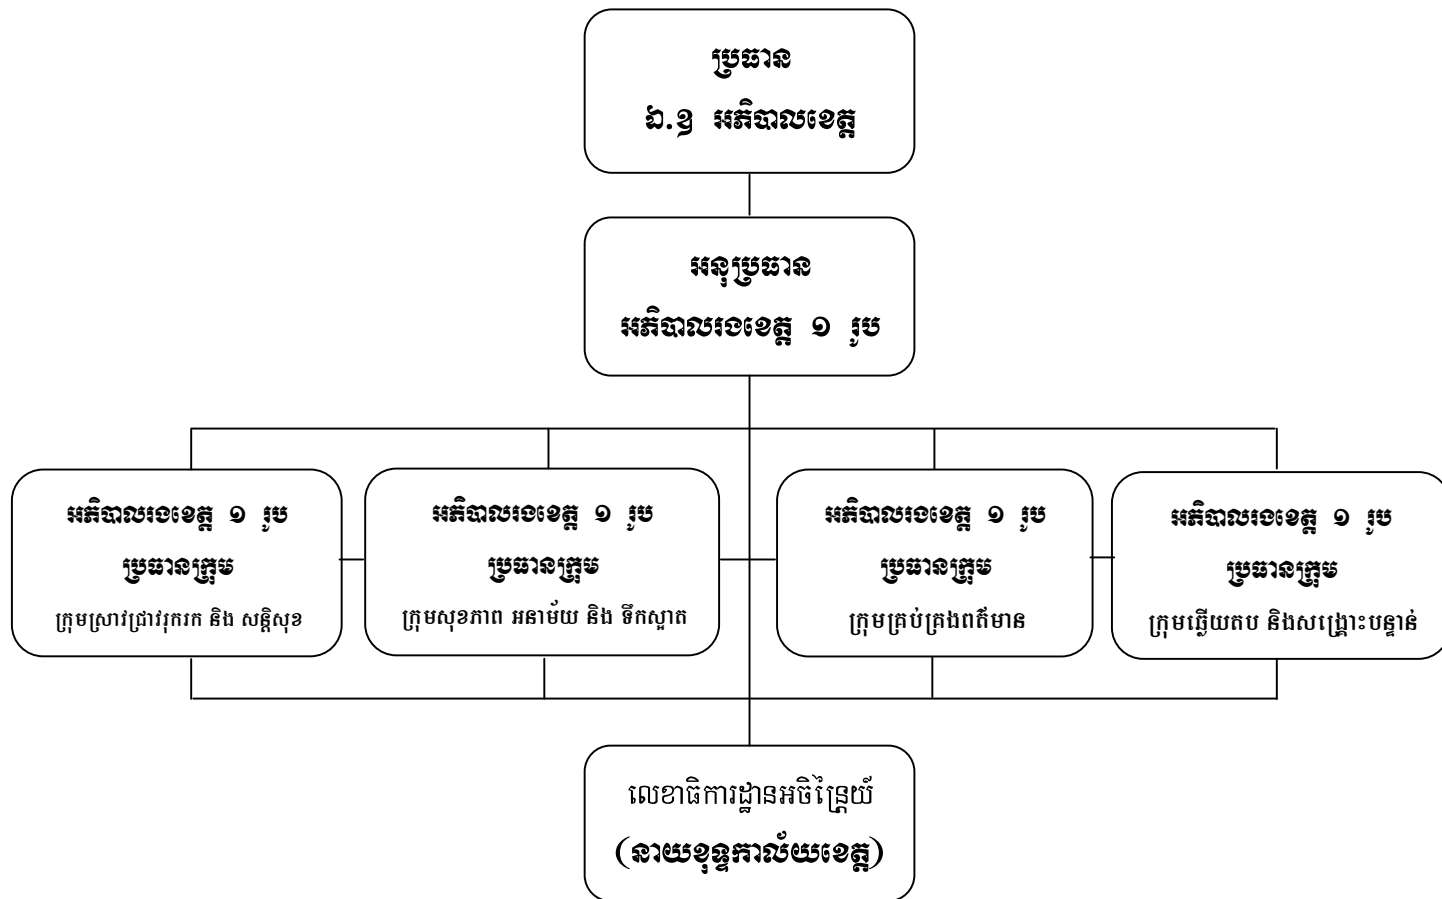 ប្រធាន
ឯ.ឧ អភិបាលខេត្ត
អនុប្រធាន
អភិបាលរងខេត្ត ១ រូប
អភិបាលរងខេត្ត ១ រូប
ប្រធានក្រុម
ក្រុមស្រាវជ្រាវរុករក និង សន្តិសុខ
អភិបាលរងខេត្ត ១ រូប
ប្រធានក្រុម
ក្រុមសុខភាព អនាម័យ និង ទឹកស្អាត
អភិបាលរងខេត្ត ១ រូប
ប្រធានក្រុម
ក្រុមគ្រប់គ្រងពត៌មាន
អភិបាលរងខេត្ត ១ រូប
ប្រធានក្រុម
ក្រុមឆ្លើយតប និងសង្គ្រោះបន្ទាន់
លេខាធិការដ្ឋានអចិន្ត្រៃយ៍
(នាយខុទ្ទកាល័យខេត្ត)